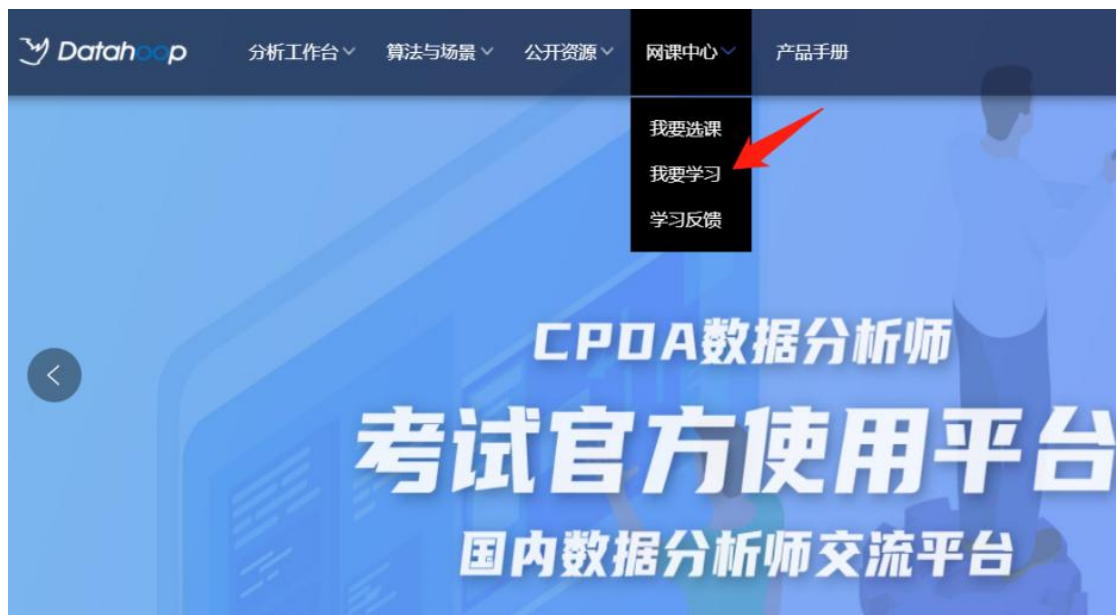 Datahoop 分析工作台 算法与场景 公开资源 网课中心 产品手册
我要选课
我要学习
学习反馈
CPDA数据分析师
考试官方使用平台
国内数据分析师交流平台